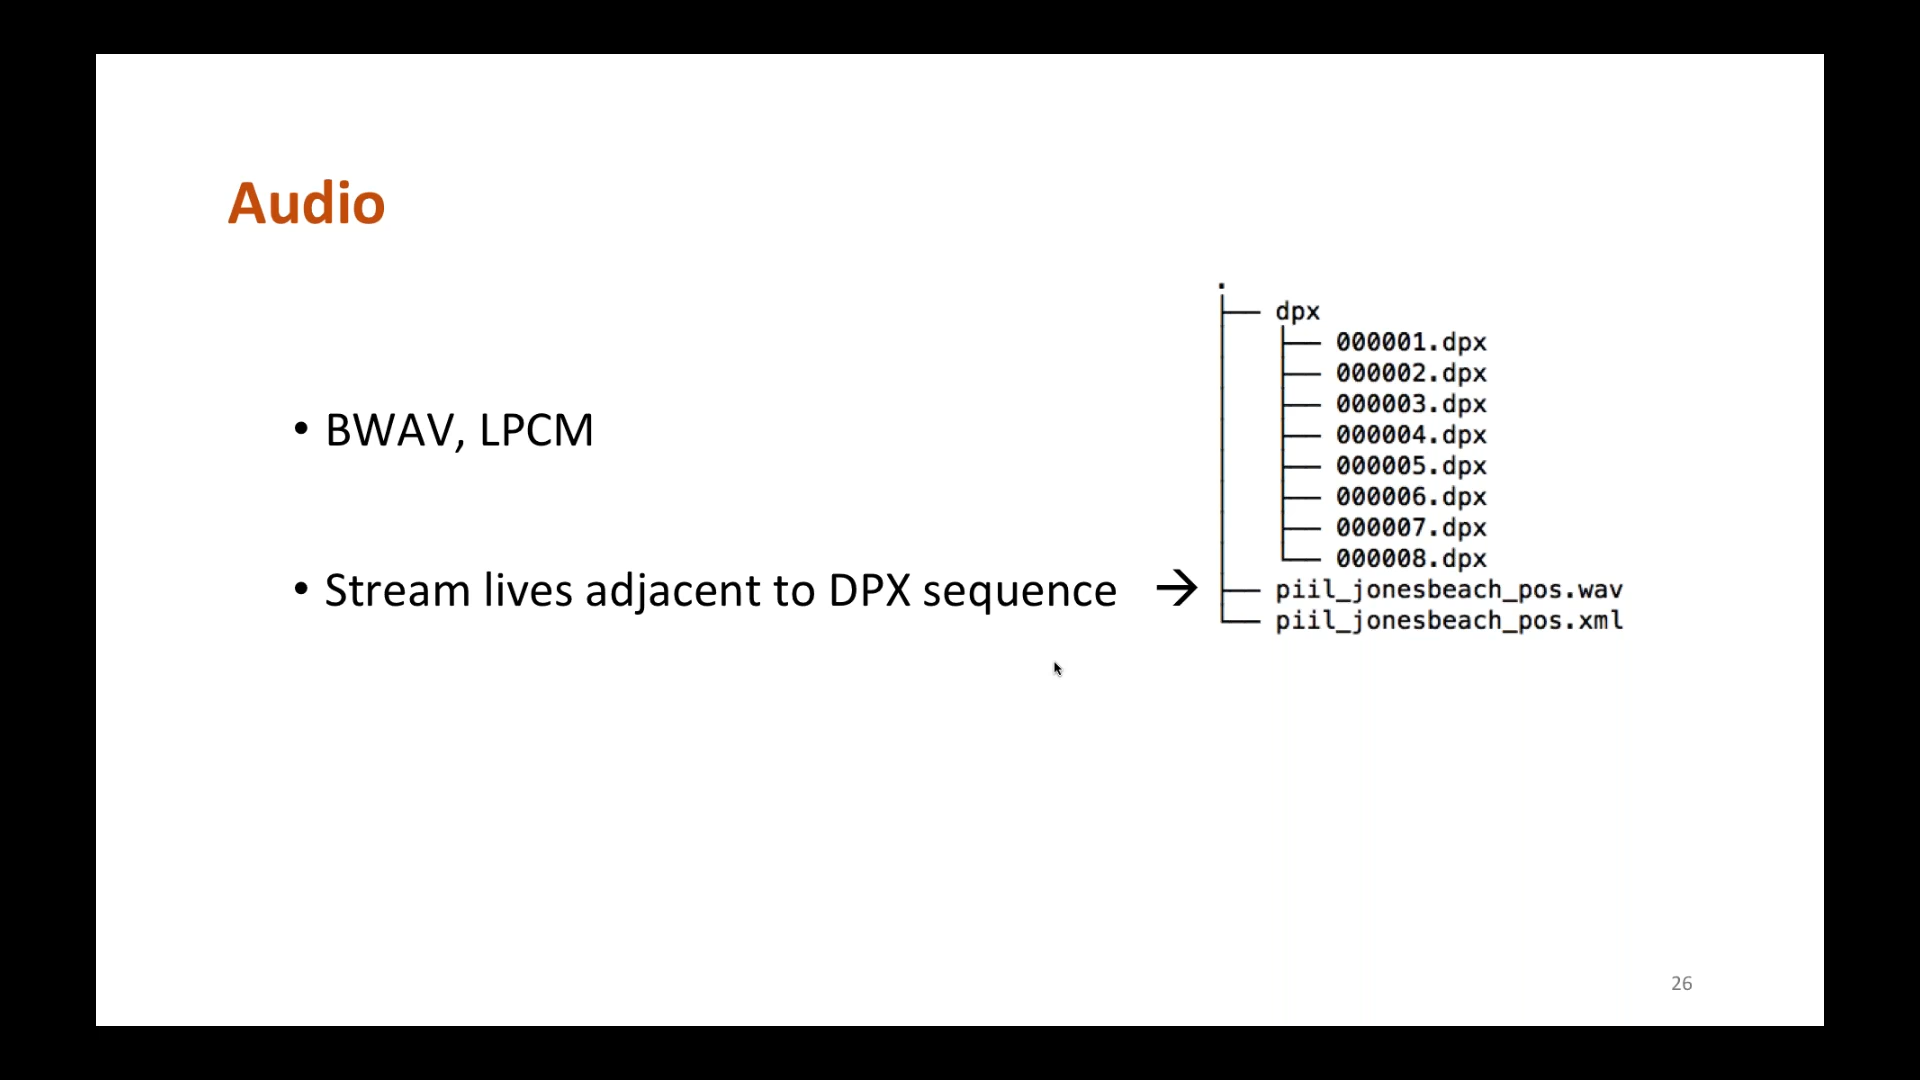 Audio
• BWAV, LPCM
• Stream lives adjacent to DPX sequence →
.
├── dpx
│   ├── 000001.dpx
│   ├── 000002.dpx
│   ├── 000003.dpx
│   ├── 000004.dpx
│   ├── 000005.dpx
│   ├── 000006.dpx
│   ├── 000007.dpx
│   └── 000008.dpx
├── piil_jonesbeach_pos.wav
└── piil_jonesbeach_pos.xml
26